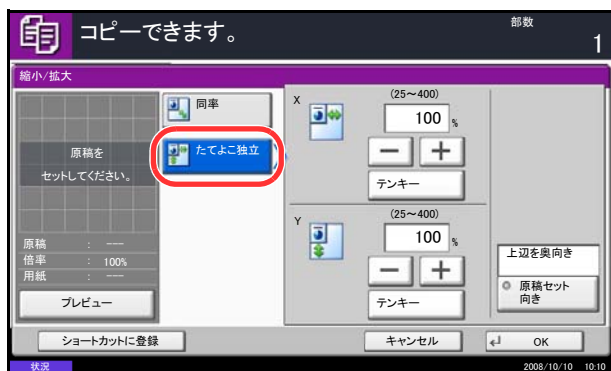 コピーできます。
部数
1
縮小/拡大
原稿を
セットしてください。
原稿 : ---
倍率 : 100%
用紙 : ---
プレビュー
同率
たてよこ独立
X
(25～400)
100 %
テンキー
Y
(25～400)
100 %
テンキー
上辺を奥向き
原稿セット
向き
ショートカットに登録
キャンセル
OK
状況
2008/10/10 10:10